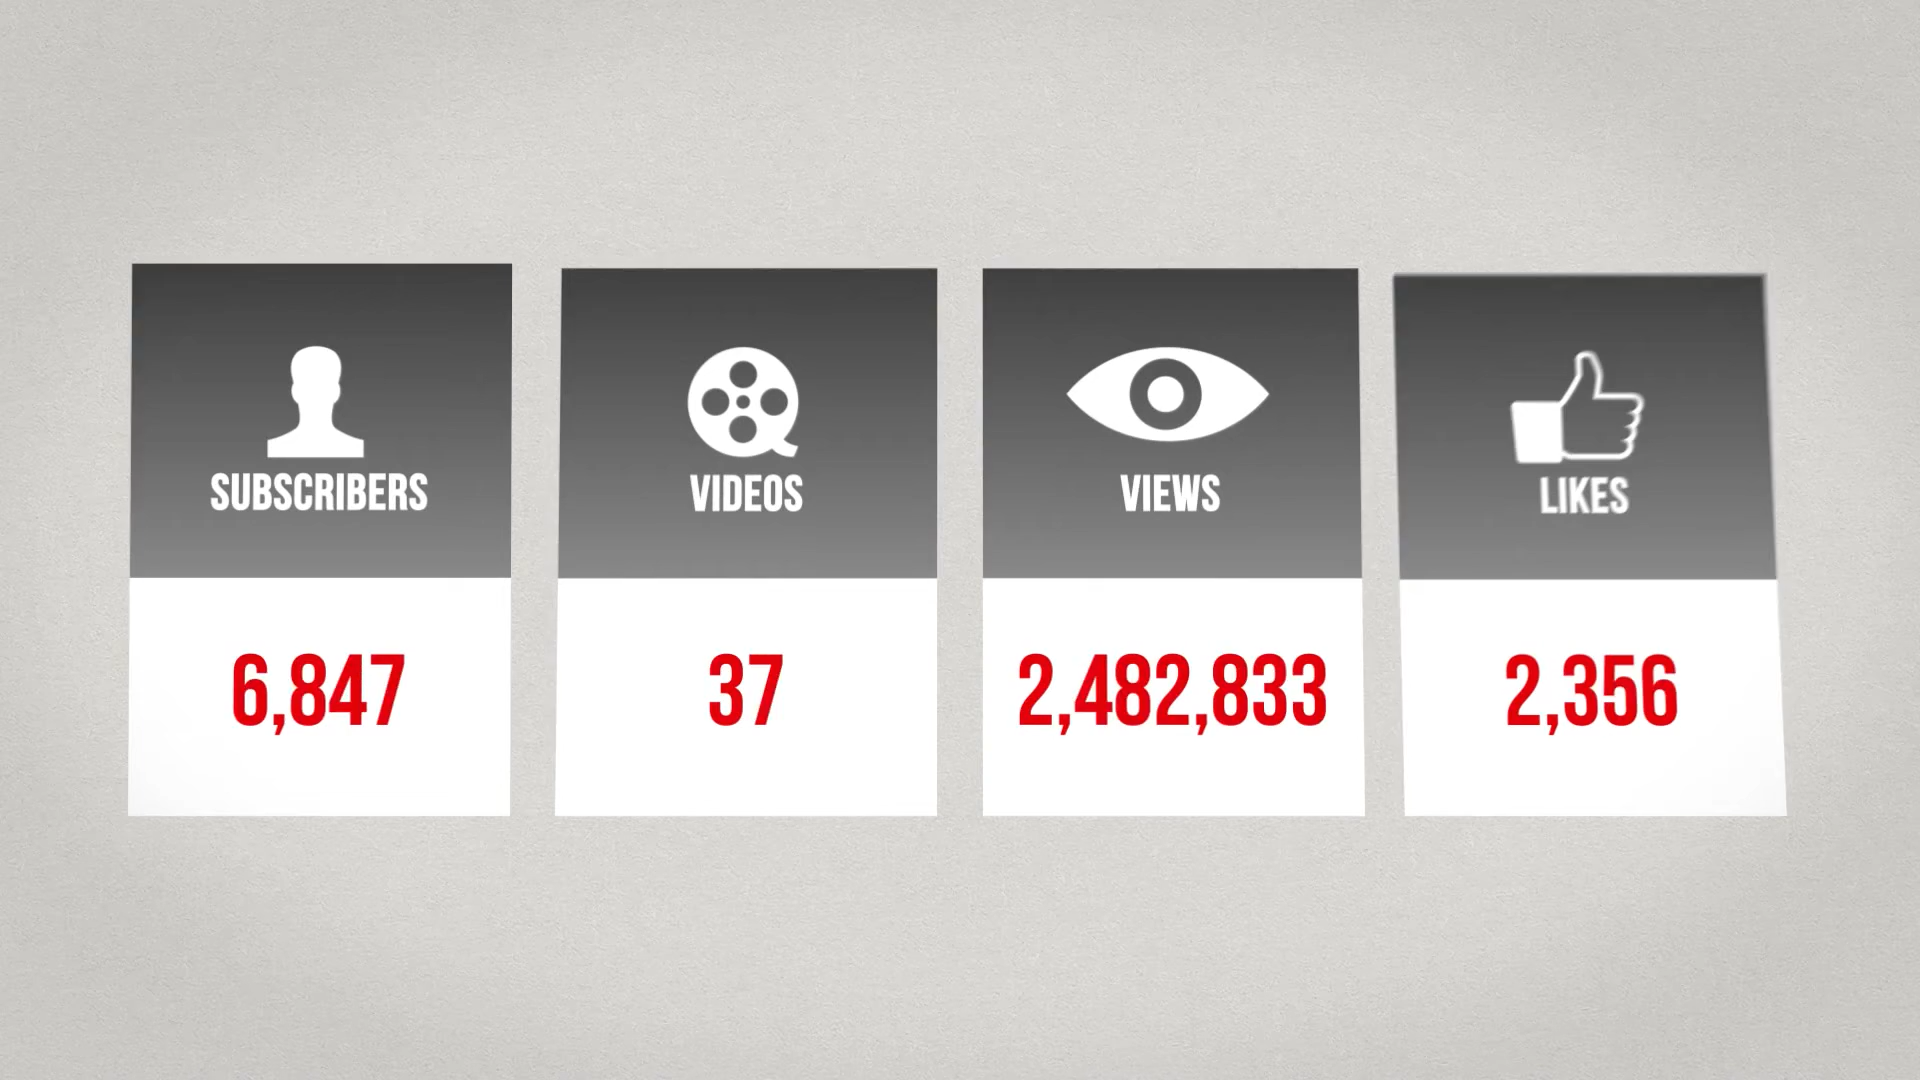 SUBSCRIBERS
6,847
VIDEOS
37
VIEWS
2,482,833
LIKES
2,356